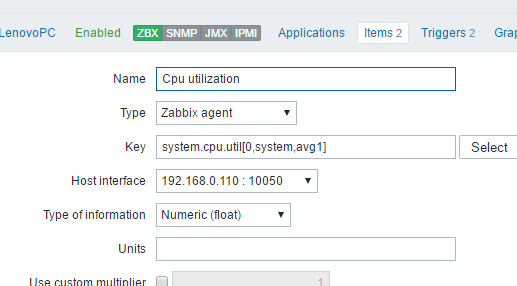 LenovoPC Enabled ZBX SNMP JMX IPMI Applications Items 2 Triggers 2 Grap
Name Cpu utilization
Type Zabbix agent
Key system.cpu.util[0,system,avg1] Select
Host interface 192.168.0.110 : 10050
Type of information Numeric (float)
Units
Use custom multiplier 1